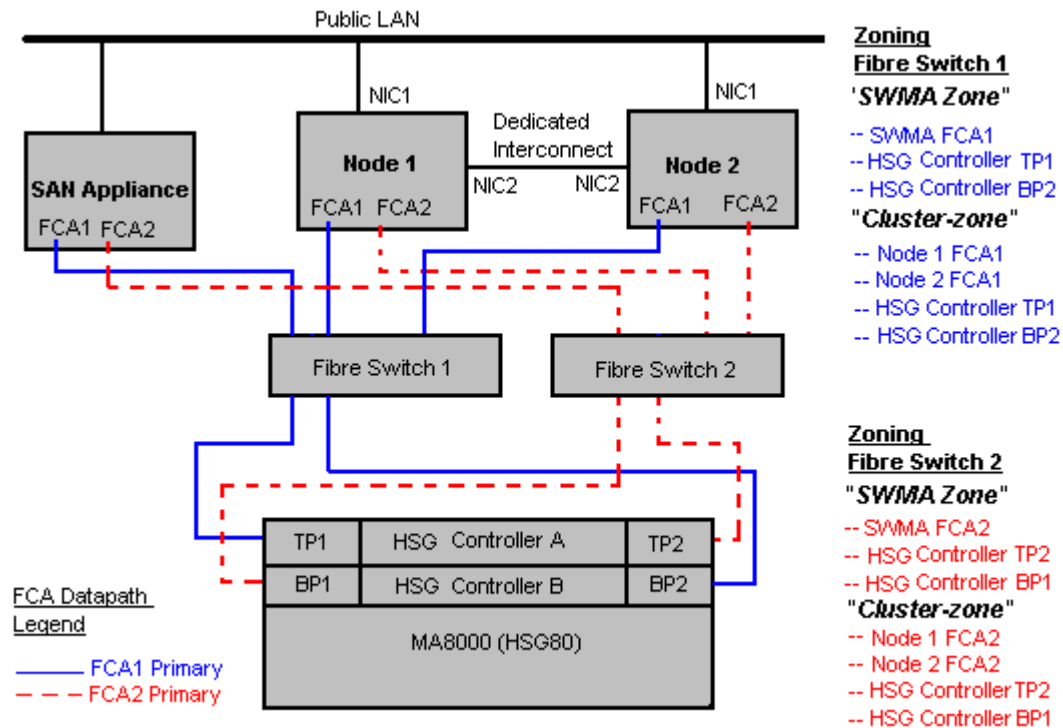 Public LAN
NIC1
NIC1
Dedicated
Interconnect
SAN Appliance
Node 1
Node 2
NIC2
NIC2
FCA1 FCA2
FCA1 FCA2
FCA1 FCA2
Fibre Switch 1
Fibre Switch 2
TP1 HSG Controller A TP2
BP1 HSG Controller B BP2
MA8000 (HSG80)
FCA Datapath
Legend
FCA1 Primary
FCA2 Primary
Zoning
Fibre Switch 1
"SWMA Zone"
-- SWMA FCA1
-- HSG Controller TP1
-- HSG Controller BP2
"Cluster-zone"
-- Node 1 FCA1
-- Node 2 FCA1
-- HSG Controller TP1
-- HSG Controller BP2
Zoning
Fibre Switch 2
"SWMA Zone"
-- SWMA FCA2
-- HSG Controller TP2
-- HSG Controller BP1
"Cluster-zone"
-- Node 1 FCA2
-- Node 2 FCA2
-- HSG Controller TP2
-- HSG Controller BP1